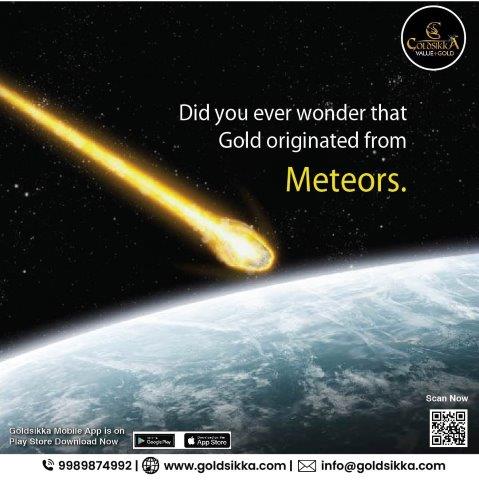 GOLDSIKKA
VALUE 4 GOLD
Did you ever wonder that
Gold originated from
Meteors.
Scan Now
Goldsikka Mobile App is on
Play Store Download Now
Google Play
App Store
9989874992 | www.goldsikka.com | info@goldsikka.com